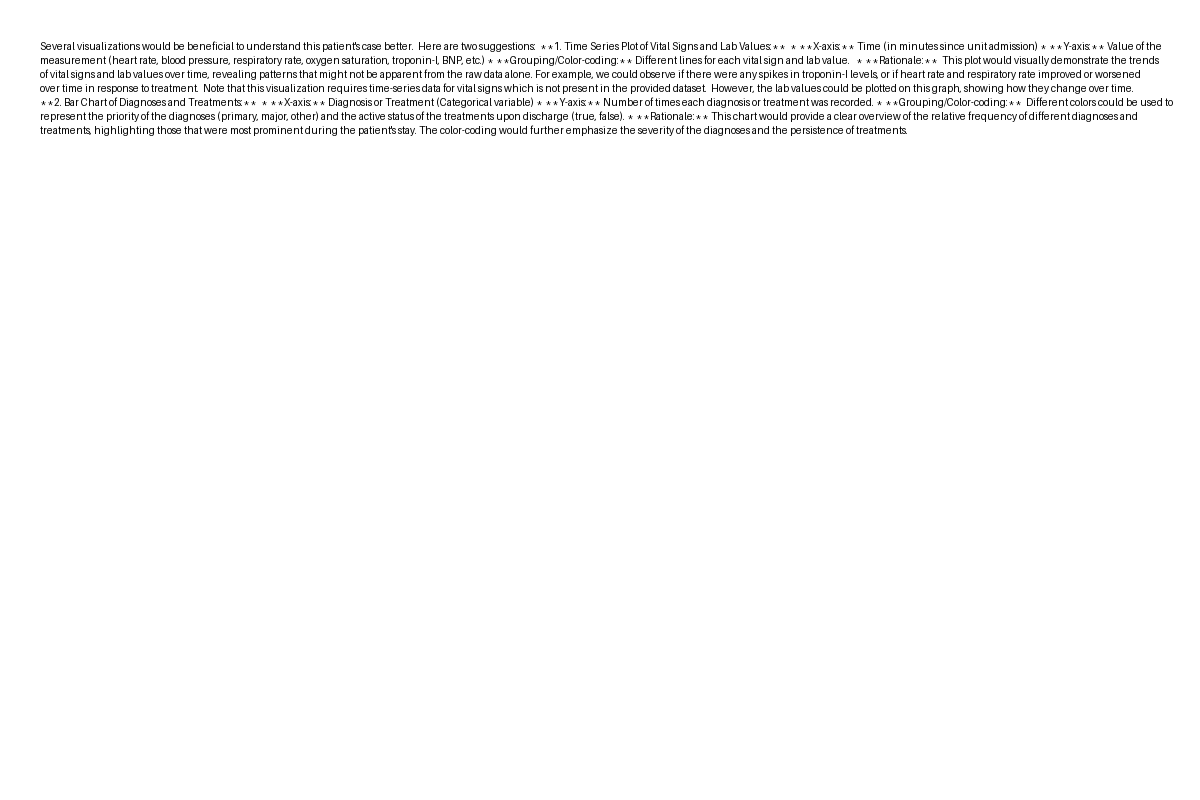 Several visualizations would be beneficial to understand this patient's case better.  Here are two suggestions:  **1. Time Series Plot of Vital Signs and Lab Values:**  * **X-axis:** Time (in minutes since unit admission) * **Y-axis:** Value of the
measurement (heart rate, blood pressure, respiratory rate, oxygen saturation, troponin-I, BNP, etc.) * **Grouping/Color-coding:** Different lines for each vital sign and lab value.   * **Rationale:**  This plot would visually demonstrate the trends
of vital signs and lab values over time, revealing patterns that might not be apparent from the raw data alone. For example, we could observe if there were any spikes in troponin-I levels, or if heart rate and respiratory rate improved or worsened
over time in response to treatment.  Note that this visualization requires time-series data for vital signs which is not present in the provided dataset.  However, the lab values could be plotted on this graph, showing how they change over time.
**2. Bar Chart of Diagnoses and Treatments:**  * **X-axis:** Diagnosis or Treatment (Categorical variable) * **Y-axis:** Number of times each diagnosis or treatment was recorded. * **Grouping/Color-coding:**  Different colors could be used to
represent the priority of the diagnoses (primary, major, other) and the active status of the treatments upon discharge (true, false). * **Rationale:** This chart would provide a clear overview of the relative frequency of different diagnoses and
treatments, highlighting those that were most prominent during the patient's stay. The color-coding would further emphasize the severity of the diagnoses and the persistence of treatments.